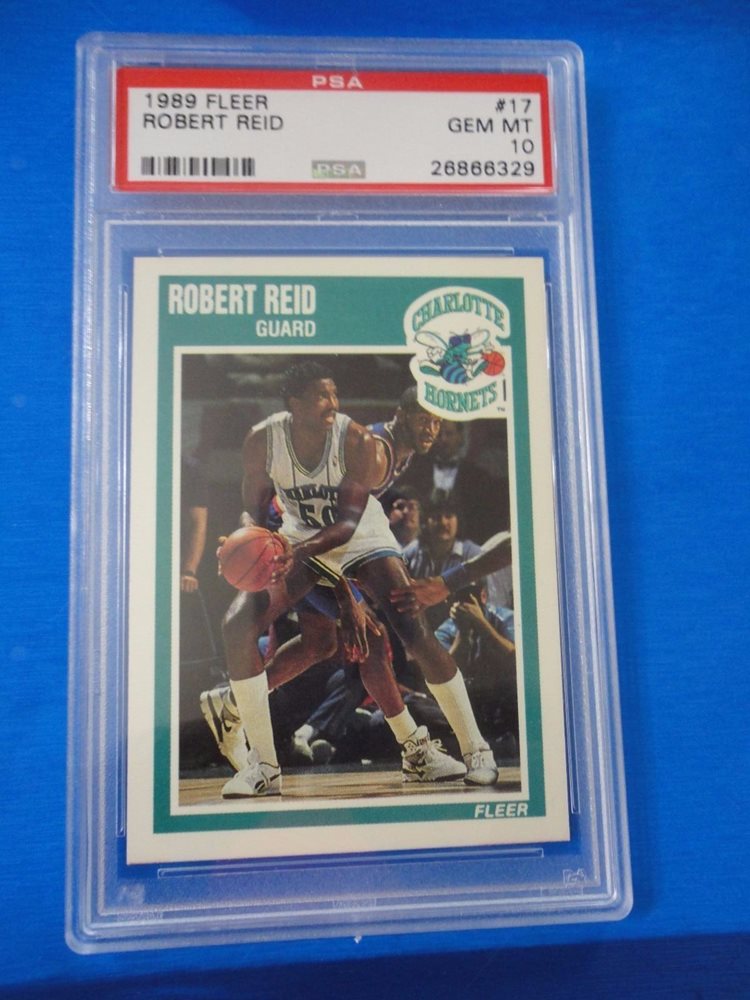 PSA
1989 FLEER #17
ROBERT REID GEM MT
10
PSA 26866329
ROBERT REID
GUARD
CHARLOTTE
HORNETS
TM
CHARLOTTE
50
FLEER